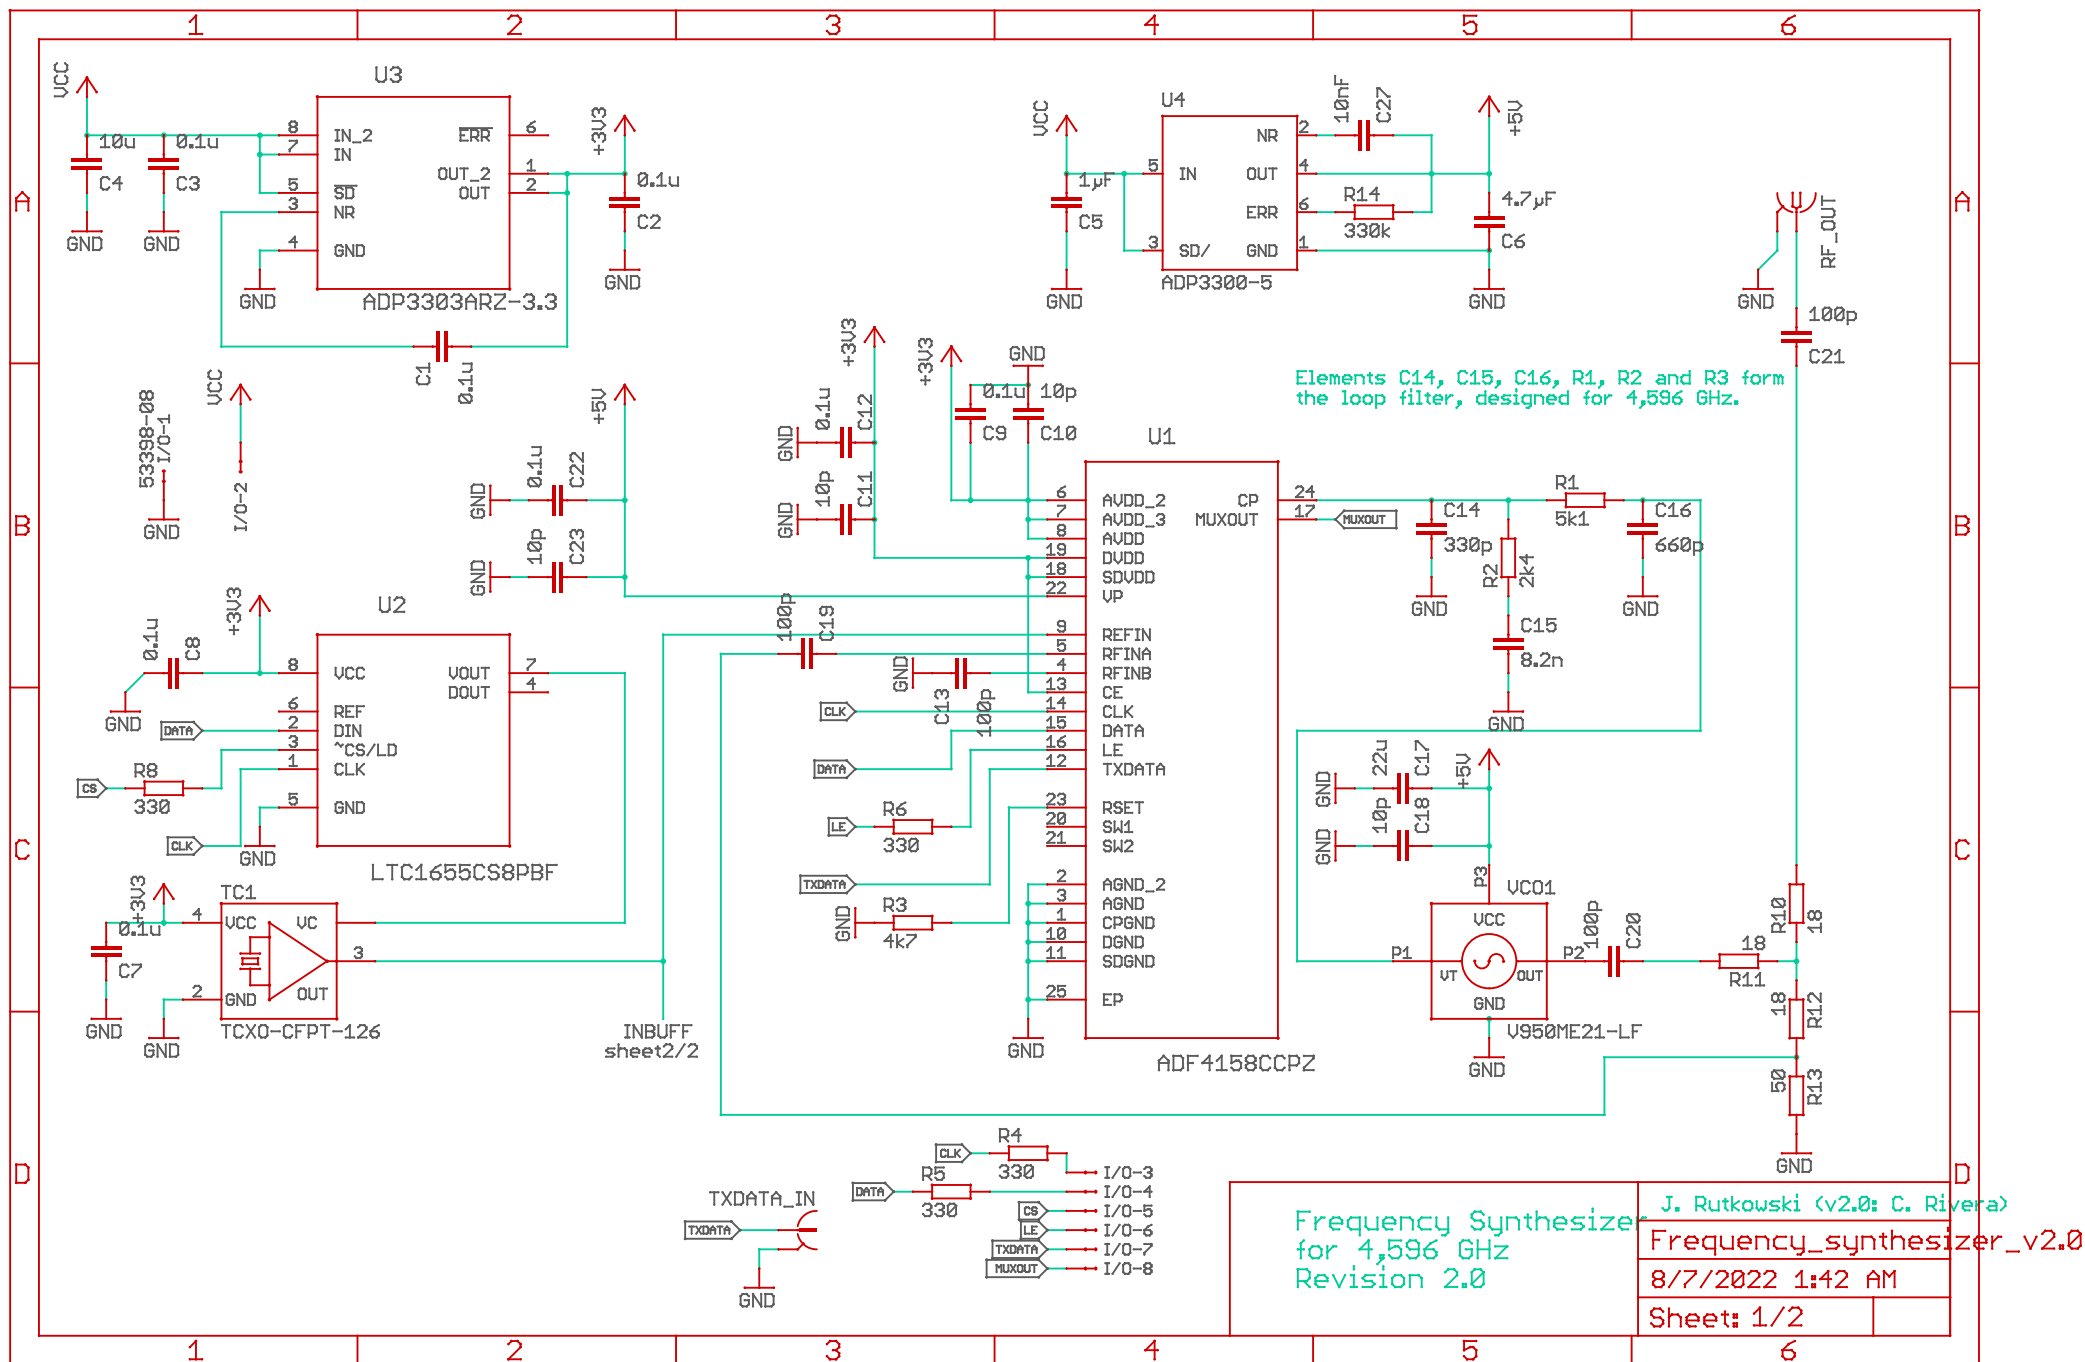 1 2 3 4 5 6
A
B
C
D
A
B
C
D
1 2 3 4 5 6
VCC
10u
C4
GND
0.1u
C3
GND
U3
8 IN_2
7 IN
5 SD
3 NR
4 GND
ERR 6
OUT_2 1
OUT 2
ADP3303ARZ-3.3
GND
+3V3
0.1u
C2
GND
C1
0.1u
VCC
1µF
C5
GND
U4
5 IN
3 SD/
NR 2
OUT 4
ERR 6
GND 1
ADP3300-5
10nF
C27
R14
330k
+5V
4.7µF
C6
GND
RF_OUT
GND
100p
C21
53398-08
I/O-1
GND
VCC
I/O-2
+5V
GND
0.1u
C22
GND
10p
C23
+3V3
GND
0.1u
C12
GND
10p
C11
+3V3
GND
0.1u
C9
10p
C10
Elements C14, C15, C16, R1, R2 and R3 form
the loop filter, designed for 4,596 GHz.
U1
6 AVDD_2
7 AVDD_3
8 AVDD
19 DVDD
18 SDVDD
22 VP
9 REFIN
5 RFINA
4 RFINB
13 CE
14 CLK
15 DATA
16 LE
12 TXDATA
23 RSET
20 SW1
21 SW2
2 AGND_2
3 AGND
1 CPGND
10 DGND
11 SDGND
25 EP
CP 24
MUXOUT 17
ADF4158CCPZ
MUXOUT
C14
330p
GND
R1
5k1
R2
2k4
C15
8.2n
GND
C16
660p
GND
100p
C19
GND
C13
100p
CLK
DATA
LE
R6
330
TXDATA
GND
R3
4k7
GND
U2
8 VCC
6 REF
2 DIN
3 ~CS/LD
1 CLK
5 GND
VOUT 7
DOUT 4
LTC1655CS8PBF
+3V3
0.1u
C8
GND
DATA
CS
R8
330
CLK
GND
+3V3
0.1u
C7
GND
TC1
4 VCC
VC
3
2 GND
OUT
TCXO-CFPT-126
GND
INBUFF
sheet2/2
GND
22u
C17
GND
10p
C18
+5V
P3
VCO1
VCC
P1
VT
OUT
P2
GND
V950ME21-LF
GND
100p
C20
18
R11
R10
18
18
R12
50
R13
GND
TXDATA_IN
TXDATA
GND
CLK
R4
330
I/O-3
DATA
R5
330
I/O-4
CS I/O-5
LE I/O-6
TXDATA I/O-7
MUXOUT I/O-8
Frequency Synthesizer
for 4,596 GHz
Revision 2.0
J. Rutkowski (v2.0: C. Rivera)
Frequency_synthesizer_v2.0
8/7/2022 1:42 AM
Sheet: 1/2